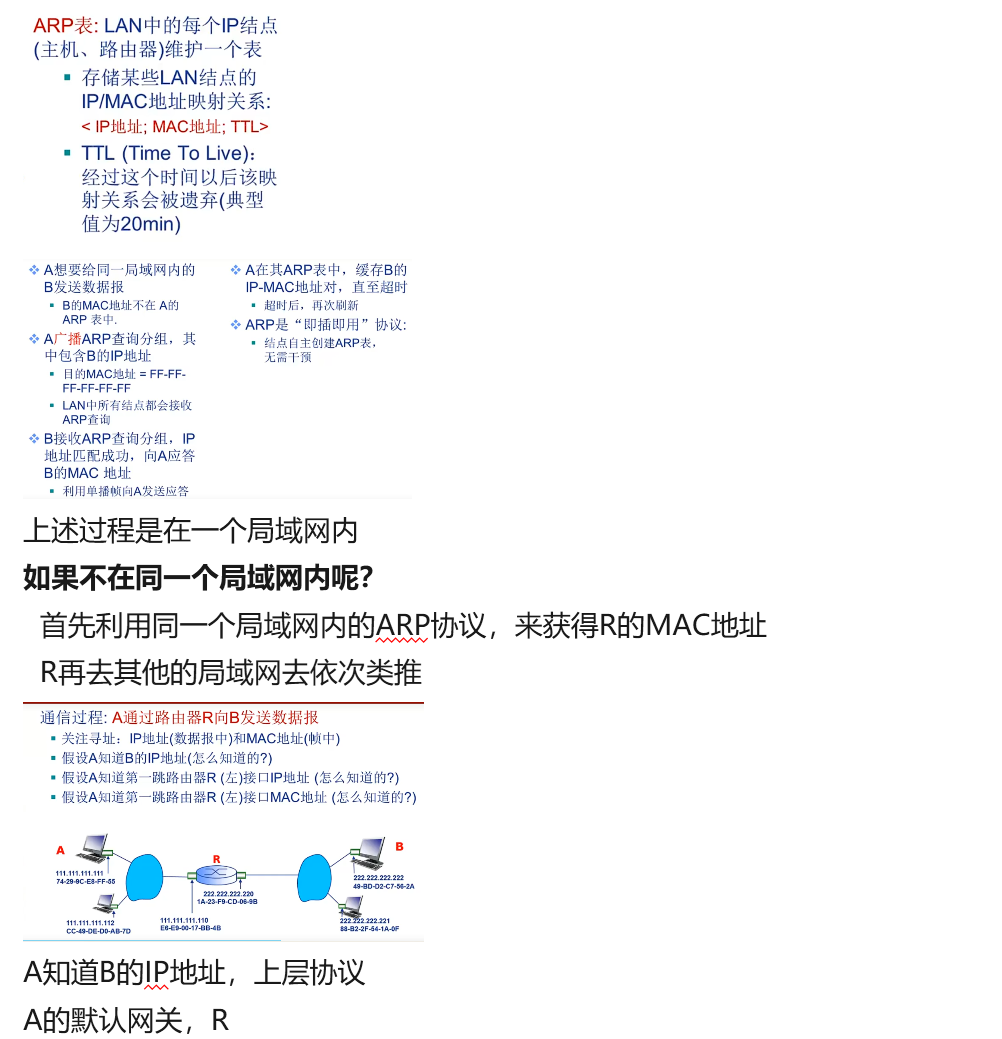 ARP表: LAN中的每个IP结点
(主机、路由器)维护一个表
▪ 存储某些LAN结点的
IP/MAC地址映射关系:
< IP地址; MAC地址; TTL>
▪ TTL (Time To Live):
经过这个时间以后该映
射关系会被遗弃(典型
值为20min)
❖ A想要给同一局域网内的
B发送数据报
▪ B的MAC地址不在 A的
ARP 表中.
❖ A广播ARP查询分组，其
中包含B的IP地址
▪ 目的MAC地址 = FF-FF-
FF-FF-FF-FF
▪ LAN中所有结点都会接收
ARP查询
❖ B接收ARP查询分组，IP
地址匹配成功，向A应答
B的MAC 地址
▪ 利用单播帧向A发送应答
❖ A在其ARP表中，缓存B的
IP-MAC地址对，直至超时
▪ 超时后，再次刷新
❖ ARP是“即插即用”协议:
▪ 结点自主创建ARP表，
无需干预
上述过程是在一个局域网内
如果不在同一个局域网内呢？
首先利用同一个局域网内的ARP协议，来获得R的MAC地址
R再去其他的局域网去依次类推
通信过程: A通过路由器R向B发送数据报
▪ 关注寻址：IP地址(数据报中)和MAC地址(帧中)
▪ 假设A知道B的IP地址(怎么知道的?)
▪ 假设A知道第一跳路由器R (左)接口IP地址 (怎么知道的?)
▪ 假设A知道第一跳路由器R (左)接口MAC地址 (怎么知道的?)
A
111.111.111.111
74-29-9C-E8-FF-55
111.111.111.112
CC-49-DE-D0-AB-7D
R
222.222.222.220
1A-23-F9-CD-06-9B
111.111.111.110
E6-E9-00-17-BB-4B
B
222.222.222.222
49-BD-D2-C7-56-2A
222.222.222.221
88-B2-2F-54-1A-0F
A知道B的IP地址，上层协议
A的默认网关，R